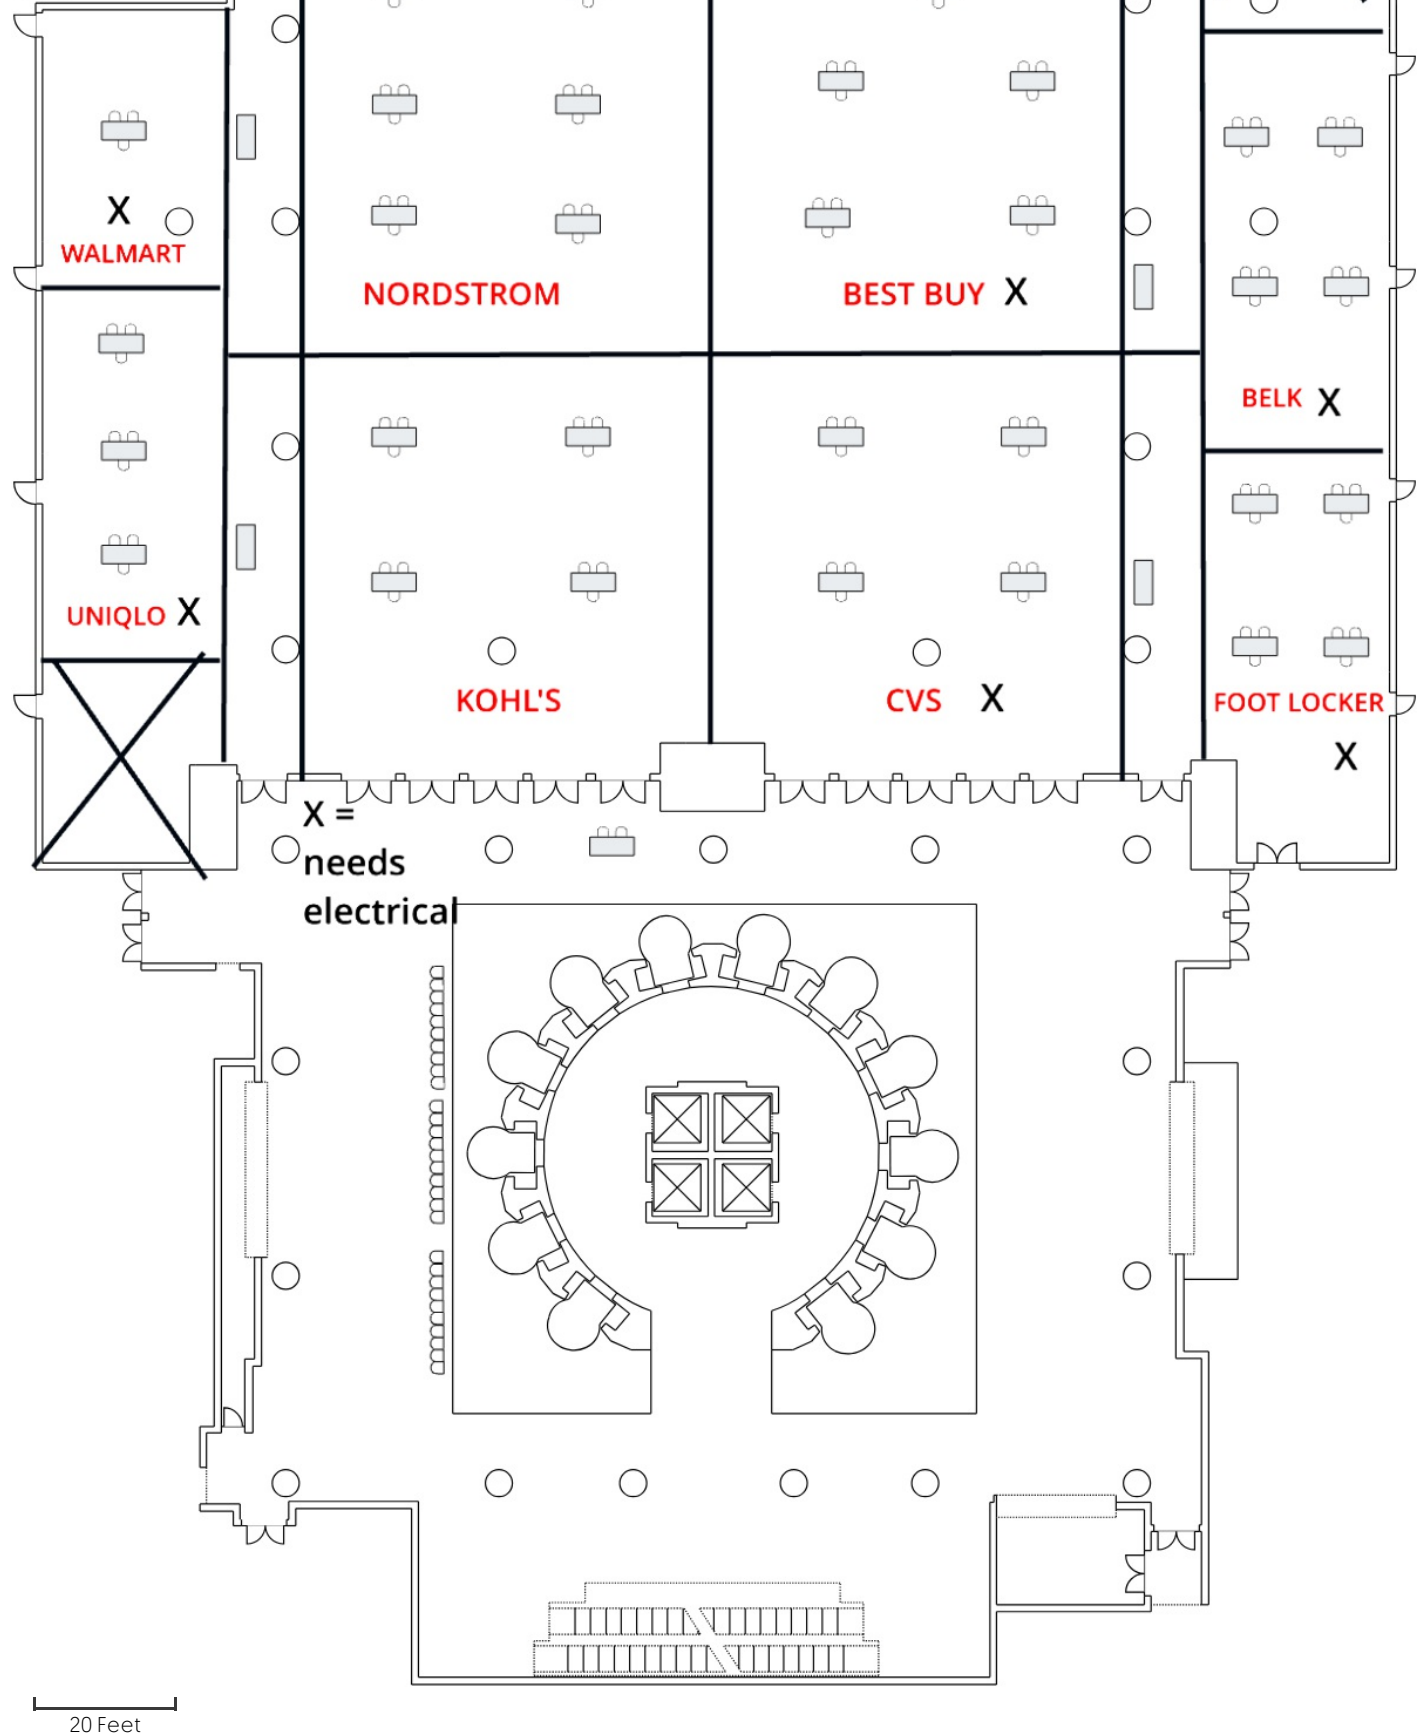 X
WALMART
NORDSTROM
BEST BUY X
BELK X
UNIQLO X
KOHL'S
CVS X
FOOT LOCKER
X
X =
needs
electrical
20 Feet